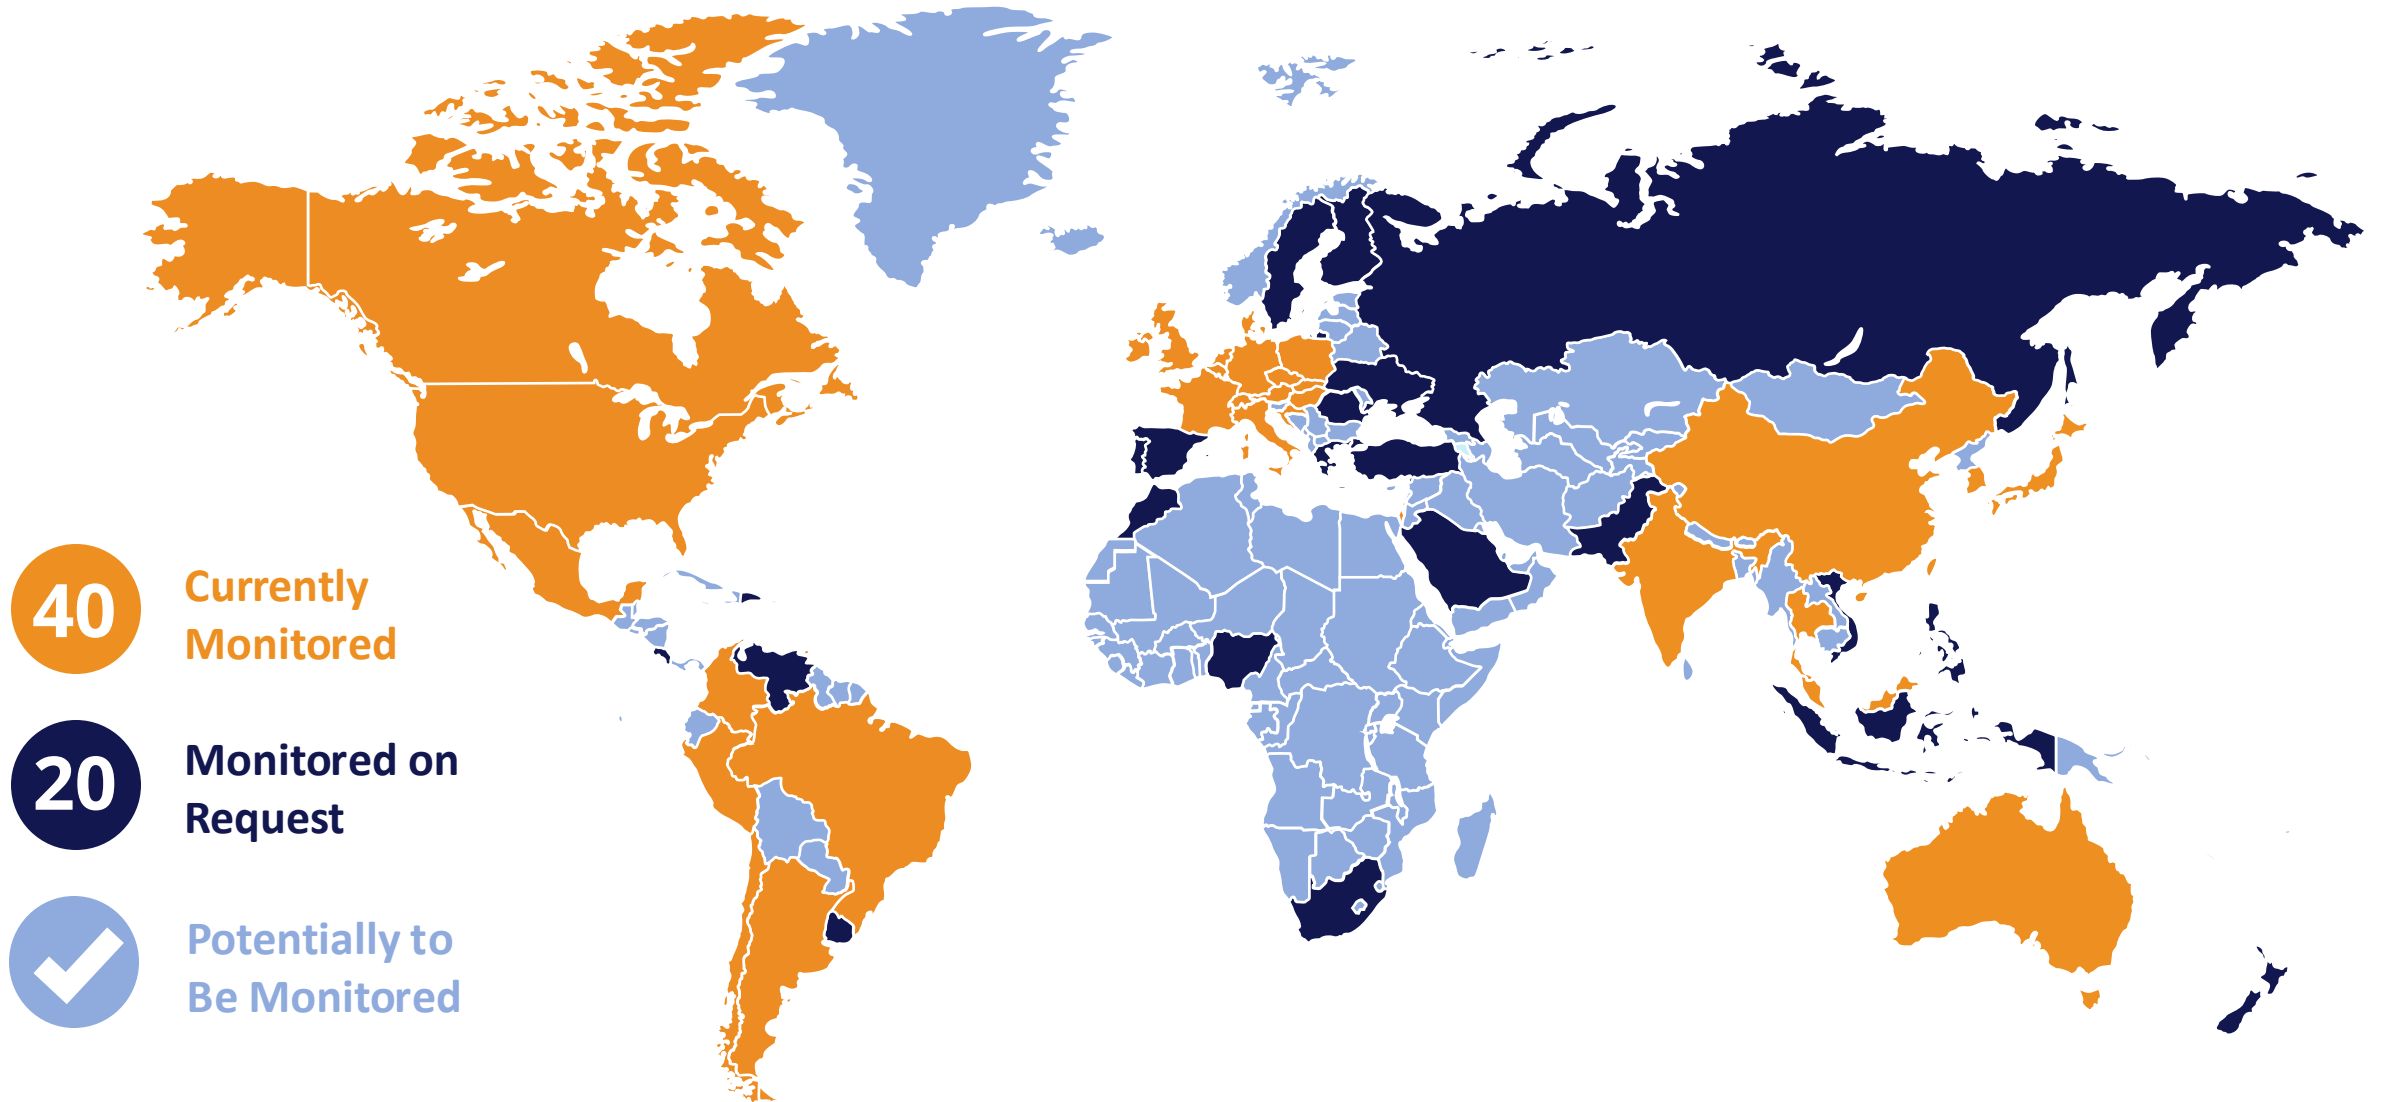 40
Currently
Monitored
20
Monitored on
Request
Potentially to
Be Monitored